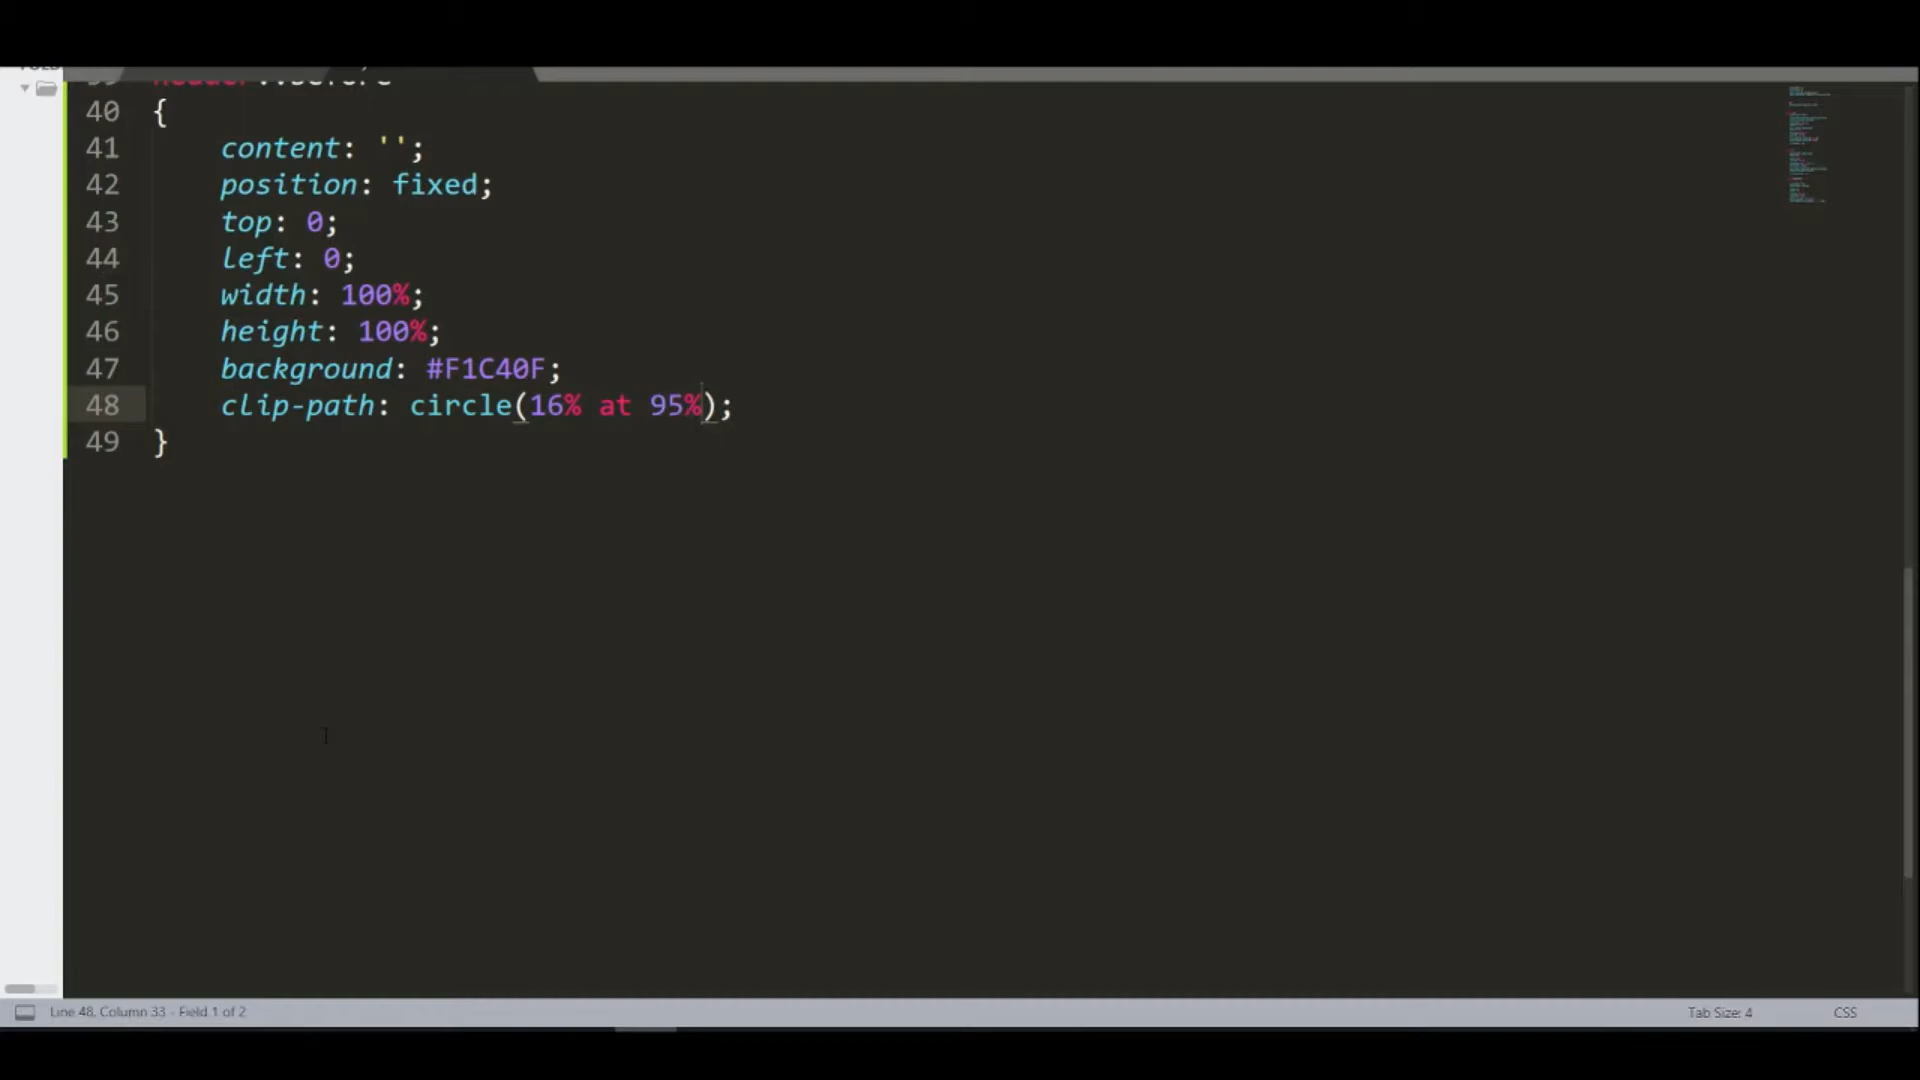 40 {
41 content: '';
42 position: fixed;
43 top: 0;
44 left: 0;
45 width: 100%;
46 height: 100%;
47 background: #F1C40F;
48 clip-path: circle(16% at 95%);
49 }
Line 48, Column 33 - Field 1 of 2
Tab Size: 4
CSS